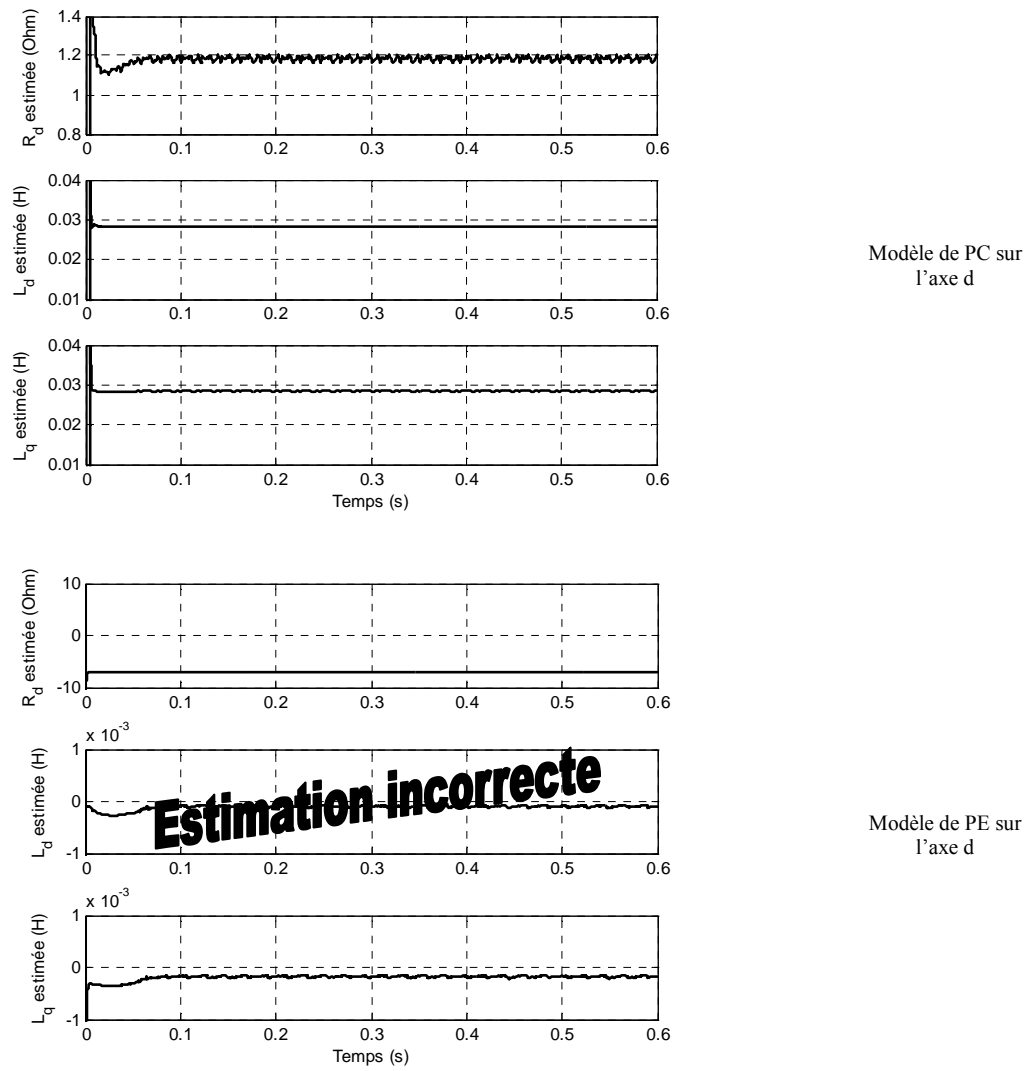 1.4
1.2
1
0.8
R_d estimée (Ohm)
0 0.1 0.2 0.3 0.4 0.5 0.6
0.04
0.03
0.02
0.01
L_d estimée (H)
0 0.1 0.2 0.3 0.4 0.5 0.6
Modèle de PC sur
l'axe d
0.04
0.03
0.02
0.01
L_q estimée (H)
0 0.1 0.2 0.3 0.4 0.5 0.6
Temps (s)
10
0
-10
R_d estimée (Ohm)
0 0.1 0.2 0.3 0.4 0.5 0.6
x 10^-3
1
0
-1
L_d estimée (H)
Estimation incorrecte
0 0.1 0.2 0.3 0.4 0.5 0.6
Modèle de PE sur
l'axe d
x 10^-3
1
0
-1
L_q estimée (H)
0 0.1 0.2 0.3 0.4 0.5 0.6
Temps (s)